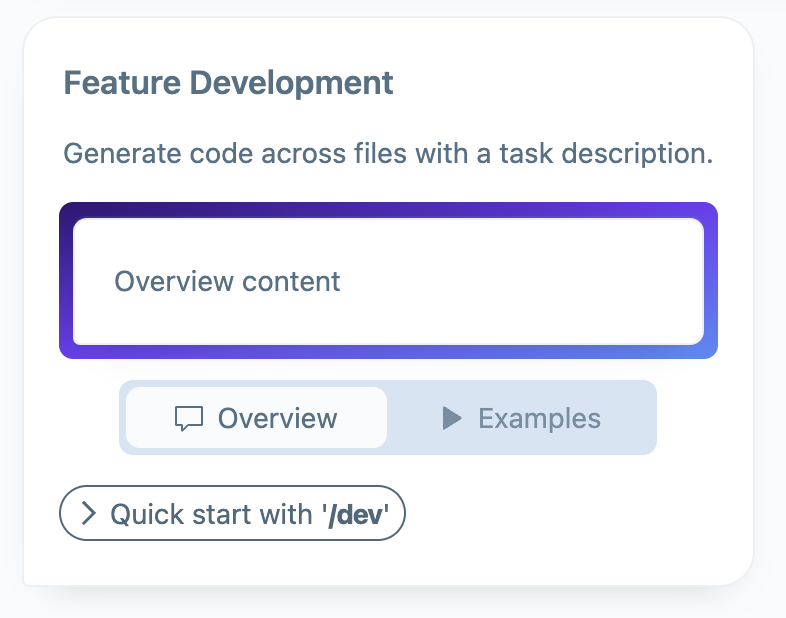 Feature Development
Generate code across files with a task description.
Overview content
Overview
Examples
Quick start with '/dev'